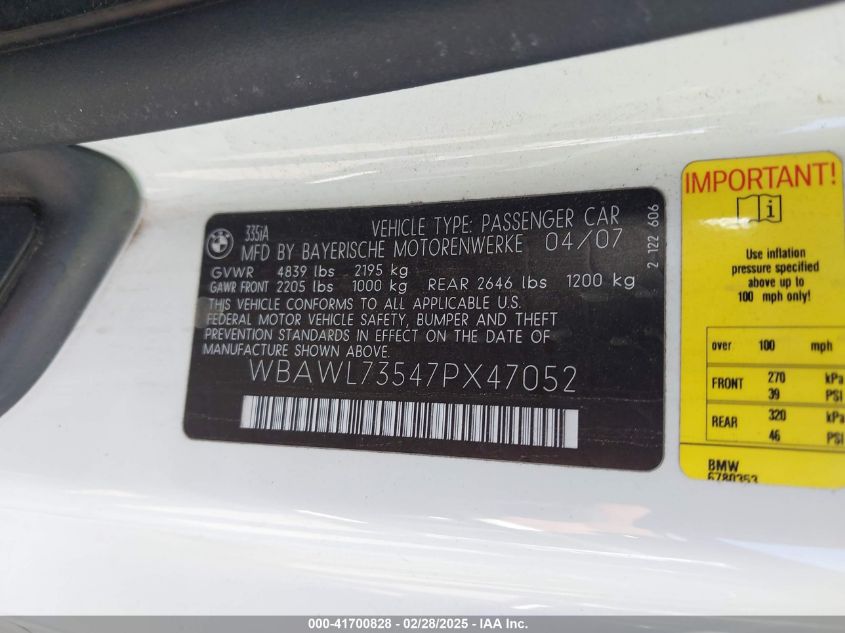 BMW
335iA
VEHICLE TYPE: PASSENGER CAR
MFD BY BAYERISCHE MOTORENWERKE 04/07
GVWR 4839 lbs 2195 kg
GAWR FRONT 2205 lbs 1000 kg REAR 2646 lbs 1200 kg
THIS VEHICLE CONFORMS TO ALL APPLICABLE U.S.
FEDERAL MOTOR VEHICLE SAFETY, BUMPER AND THEFT
PREVENTION STANDARDS IN EFFECT ON THE DATE OF
MANUFACTURE SHOWN ABOVE.
WBAWL73547PX47052
2 122 606
IMPORTANT!
i
Use inflation
pressure specified
above up to
100 mph only!
over 100 mph
FRONT 270 kPa
39 PSI
REAR 320 kPa
46 PSI
BMW
6780353
000-41700828 - 02/28/2025 - IAA Inc.